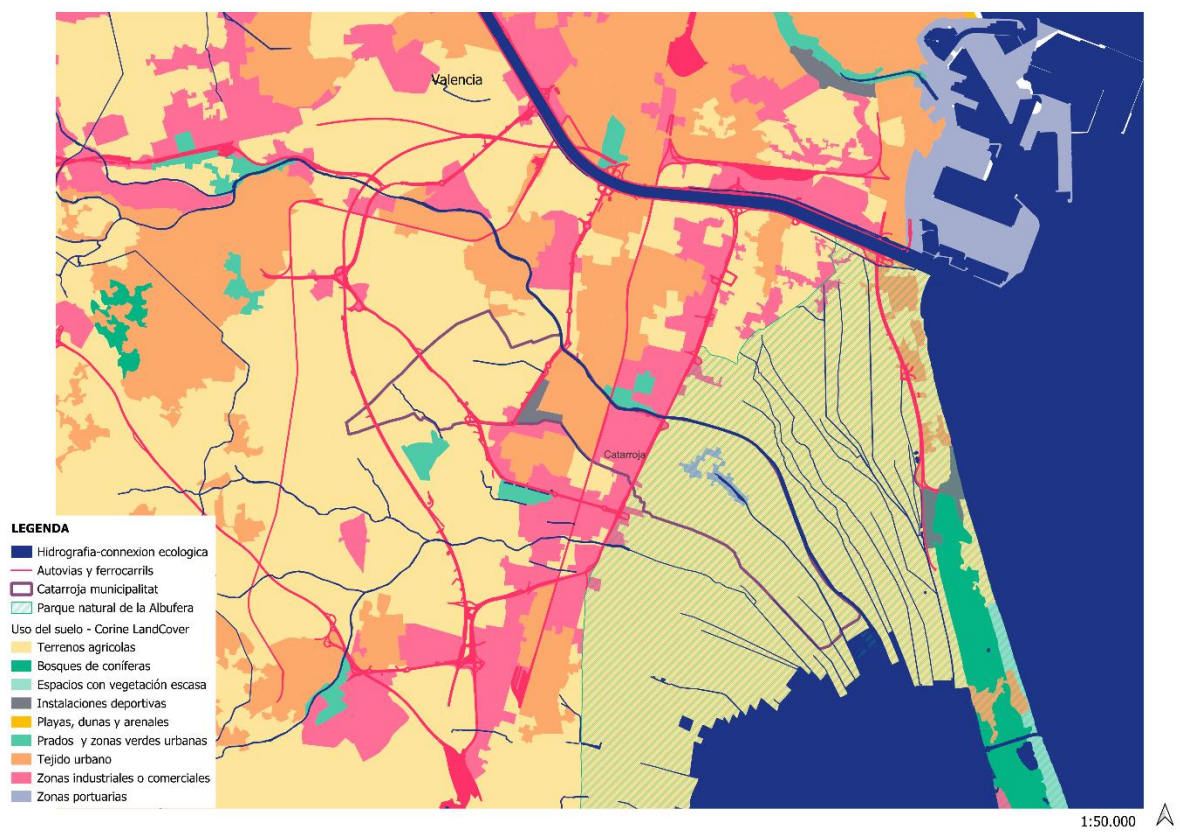 Valencia
Catarroja
LEGENDA
Hidrografia-connexion ecologica
Autovias y ferrocarrils
Catarroja municipalitat
Parque natural de la Albufera
Uso del suelo - Corine LandCover
Terrenos agricolas
Bosques de coníferas
Espacios con vegetación escasa
Instalaciones deportivas
Playas, dunas y arenales
Prados y zonas verdes urbanas
Tejido urbano
Zonas industriales o comerciales
Zonas portuarias
1:50.000